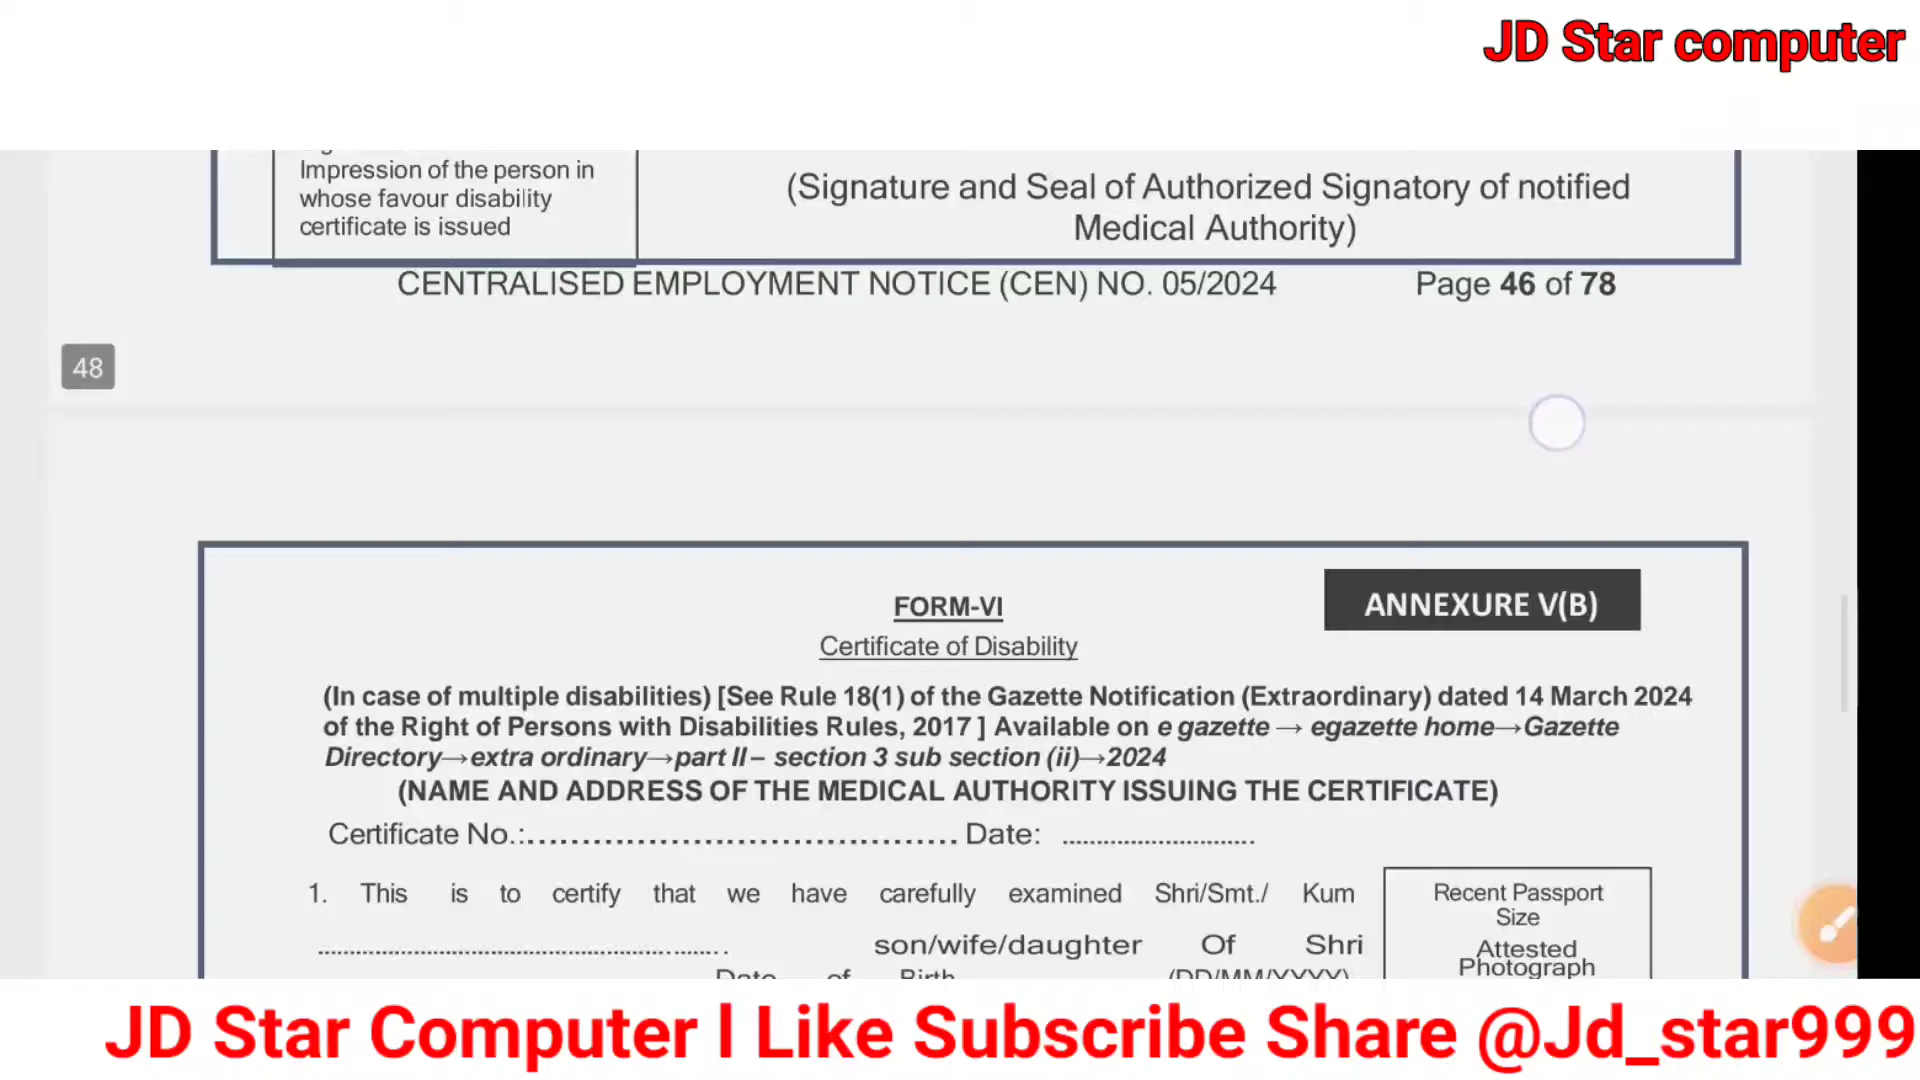 JD Star computer
Impression of the person in
whose favour disability
certificate is issued
(Signature and Seal of Authorized Signatory of notified
Medical Authority)
CENTRALISED EMPLOYMENT NOTICE (CEN) NO. 05/2024 Page 46 of 78
48
FORM-VI
ANNEXURE V(B)
Certificate of Disability
(In case of multiple disabilities) [See Rule 18(1) of the Gazette Notification (Extraordinary) dated 14 March 2024
of the Right of Persons with Disabilities Rules, 2017 ] Available on e gazette → egazette home→Gazette
Directory→extra ordinary→part II – section 3 sub section (ii)→2024
(NAME AND ADDRESS OF THE MEDICAL AUTHORITY ISSUING THE CERTIFICATE)
Certificate No.:....................................... Date: ............................
1. This is to certify that we have carefully examined Shri/Smt./ Kum
............................................................ son/wife/daughter Of Shri
Date of Birth (DD/MM/YYYY)
Recent Passport
Size
Attested
Photograph
JD Star Computer l Like Subscribe Share @Jd_star999